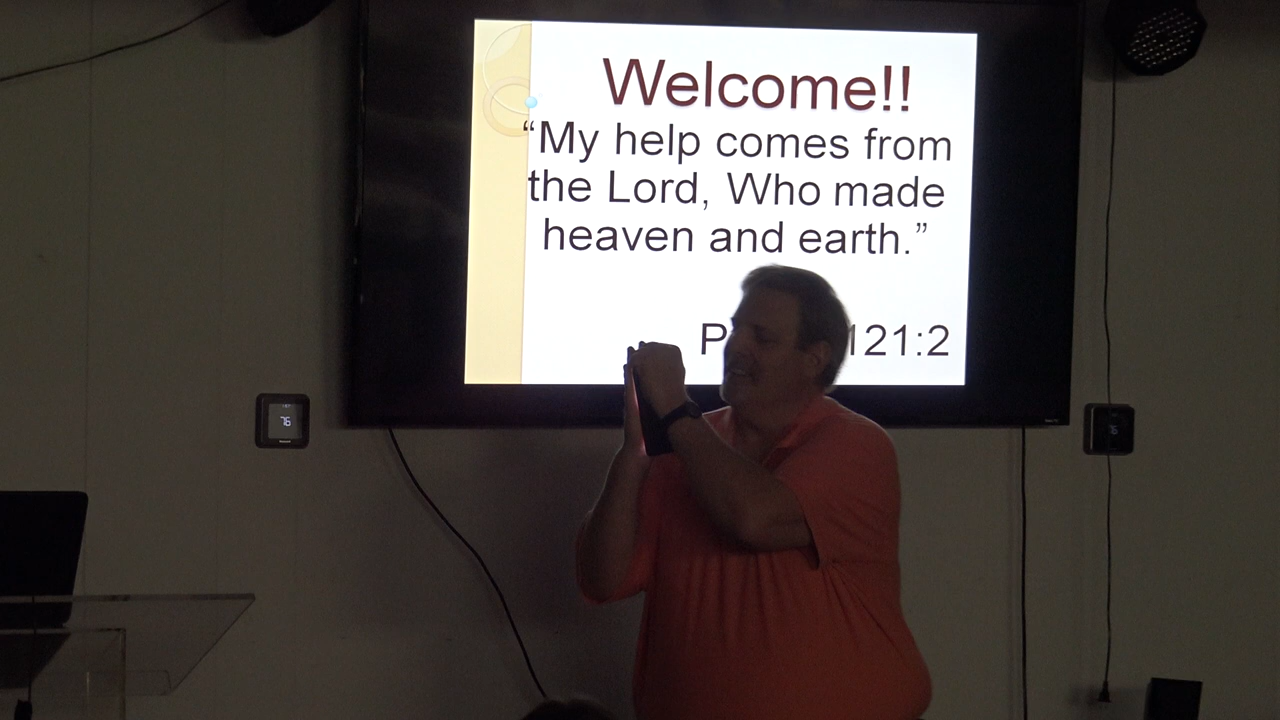 Welcome!!
“My help comes from
the Lord, Who made
heaven and earth.”
121:2
76